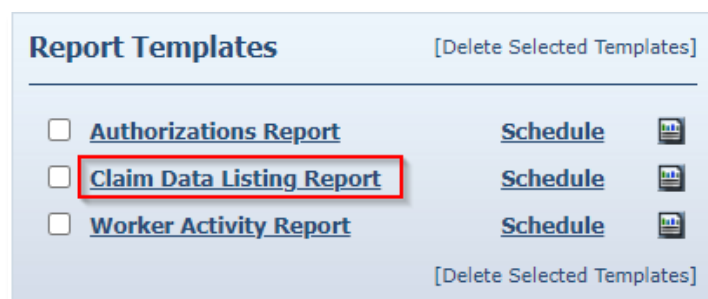 Report Templates [Delete Selected Templates]
Authorizations Report Schedule
Claim Data Listing Report Schedule
Worker Activity Report Schedule
[Delete Selected Templates]